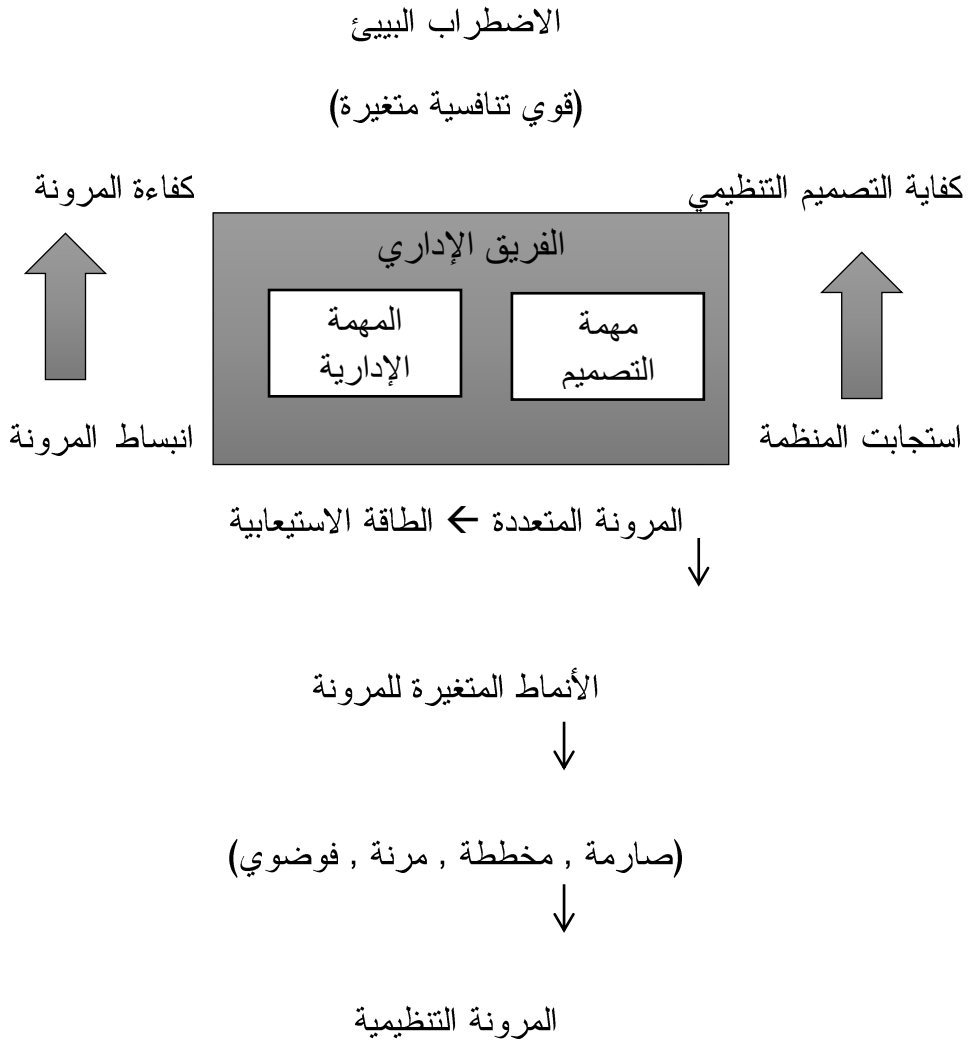 الاضطراب البييئ
(قوي تنافسية متغيرة)
كفاية التصميم التنظيمي
كفاءة المرونة
الفريق الإداري
مهمة
التصميم
المهمة
الإدارية
استجابت المنظمة
انبساط المرونة
المرونة المتعددة ← الطاقة الاستيعابية
الأنماط المتغيرة للمرونة
(صارمة , مخططة , مرنة , فوضوي)
المرونة التنظيمية